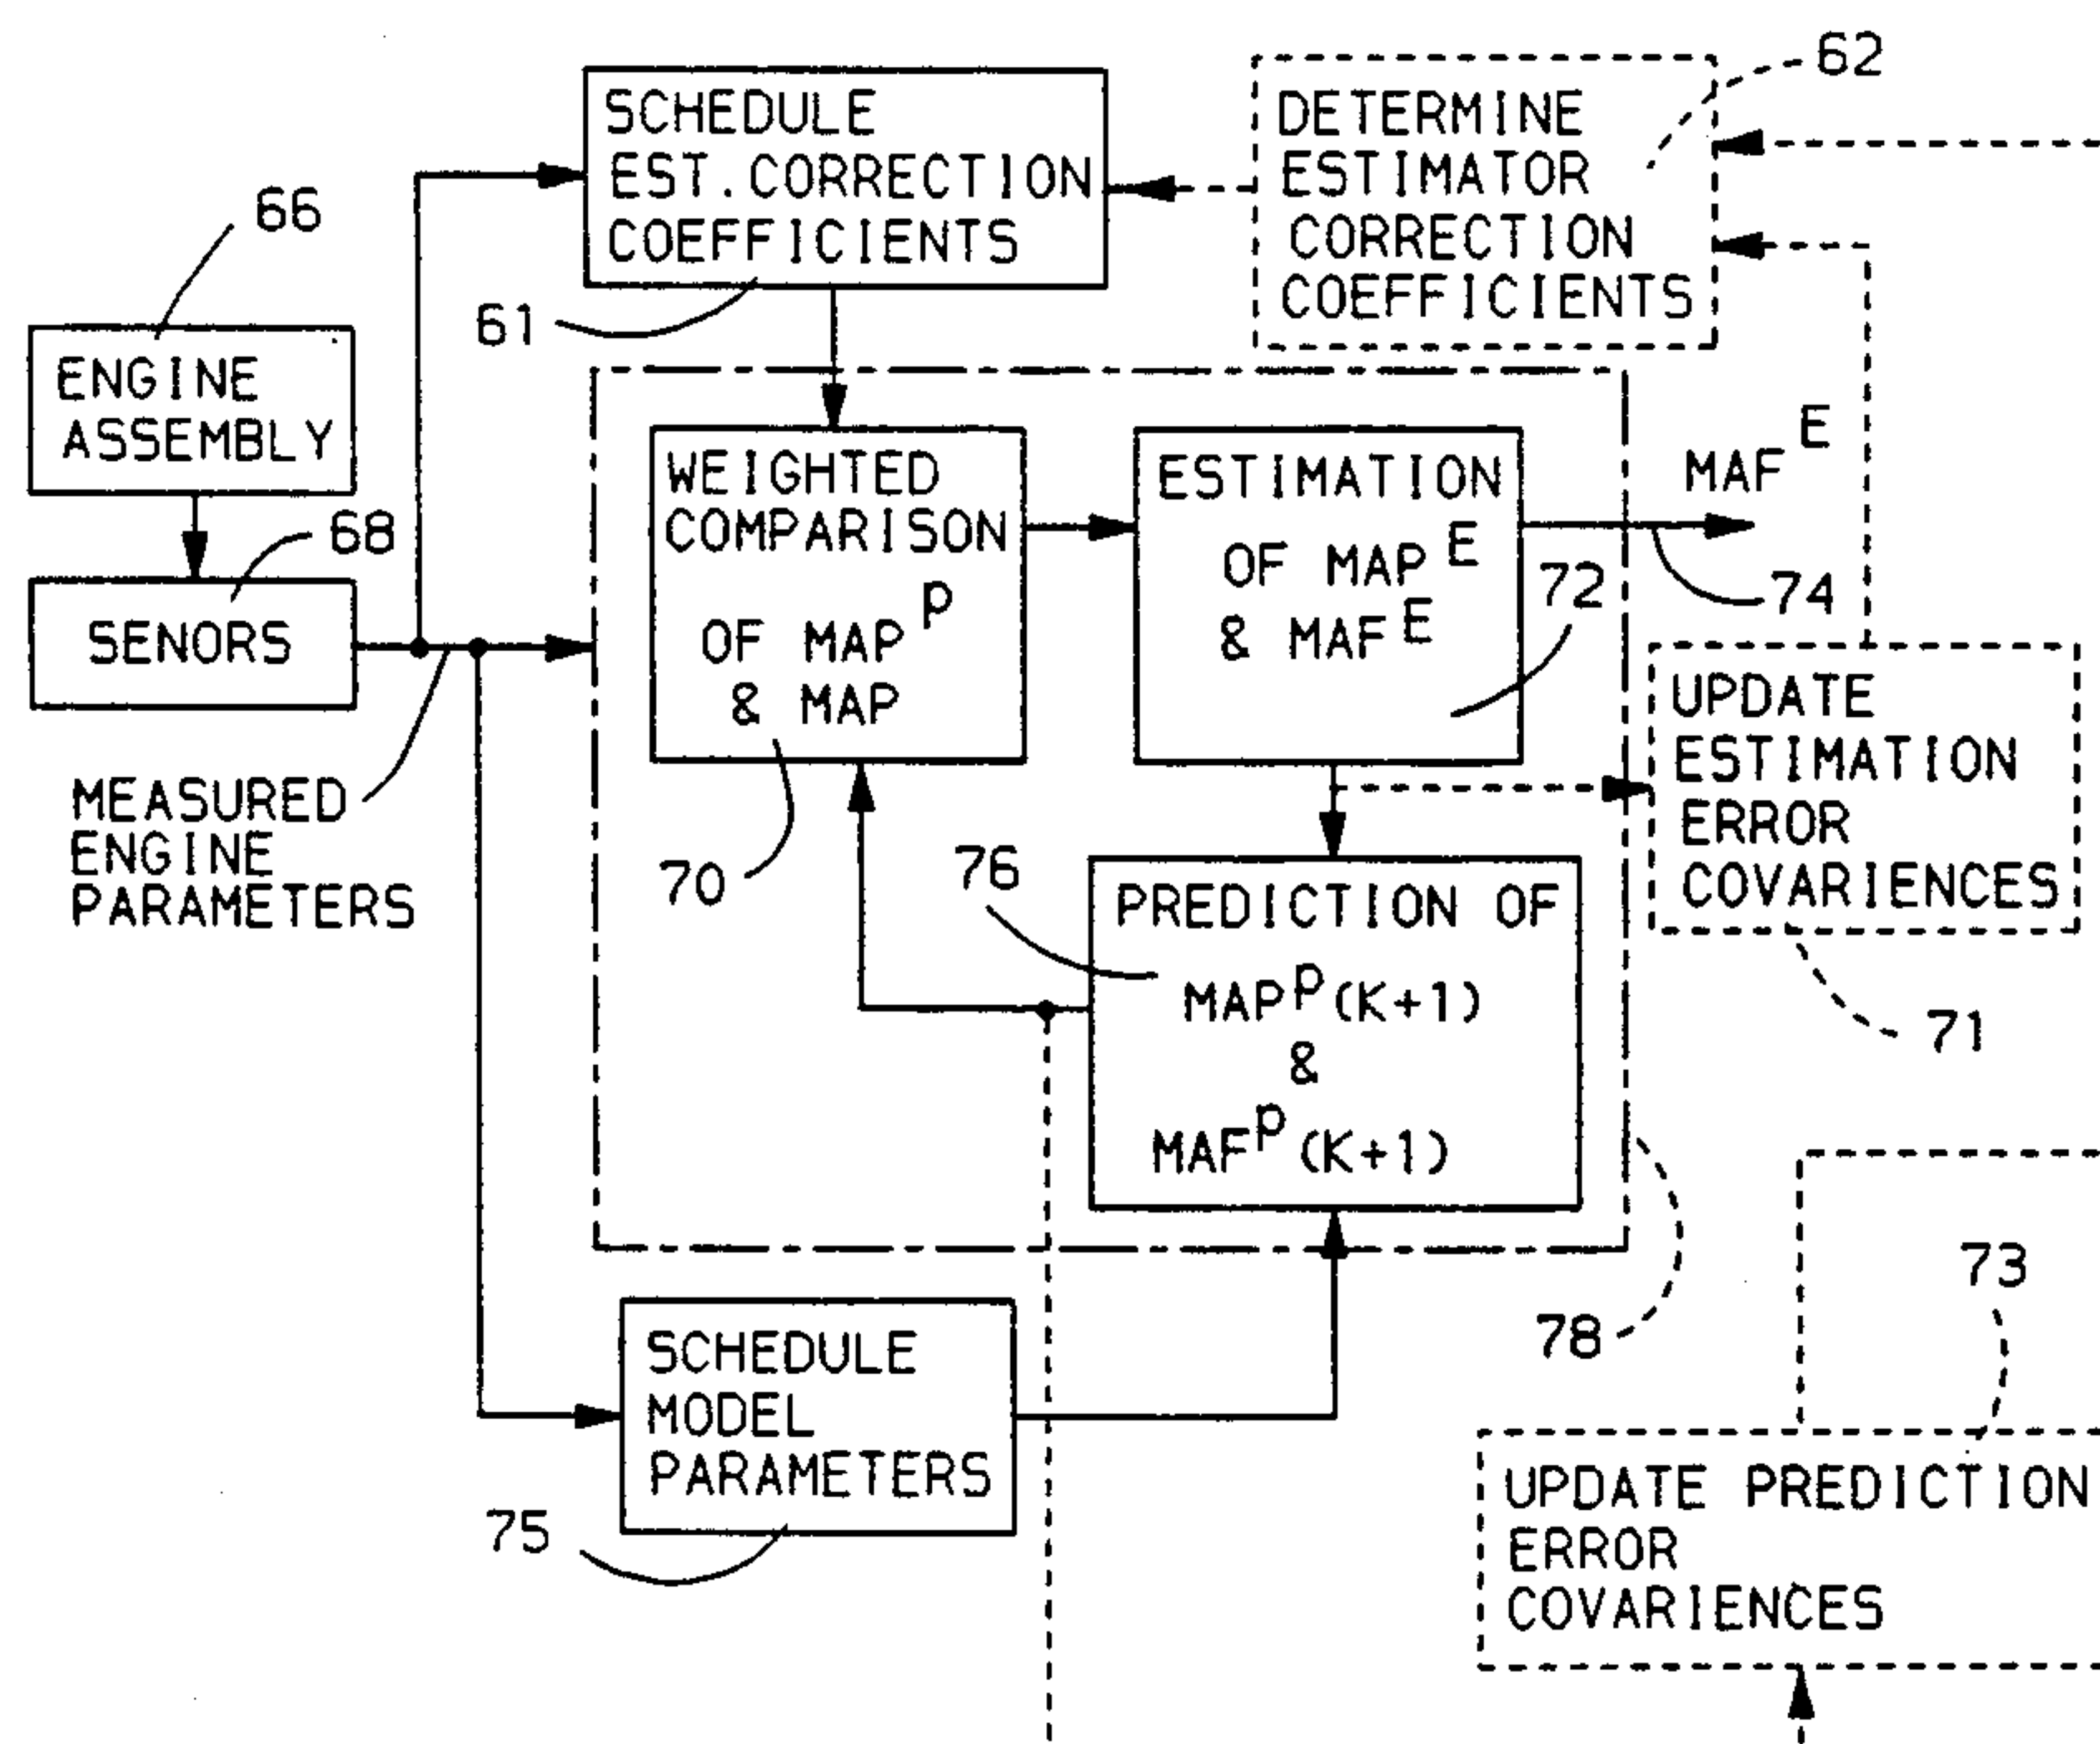 62
SCHEDULE
EST. CORRECTION
COEFFICIENTS
61
DETERMINE
ESTIMATOR
CORRECTION
COEFFICIENTS
66
ENGINE
ASSEMBLY
68
SENORS
MEASURED
ENGINE
PARAMETERS
WEIGHTED
COMPARISON
OF MAP P
& MAP
70
ESTIMATION
OF MAP E
& MAF E
72
MAF E
74
UPDATE
ESTIMATION
ERROR
COVARIENCES
71
76
PREDICTION OF
MAP P (K+1)
&
MAF P (K+1)
78
73
SCHEDULE
MODEL
PARAMETERS
75
UPDATE PREDICTION
ERROR
COVARIENCES